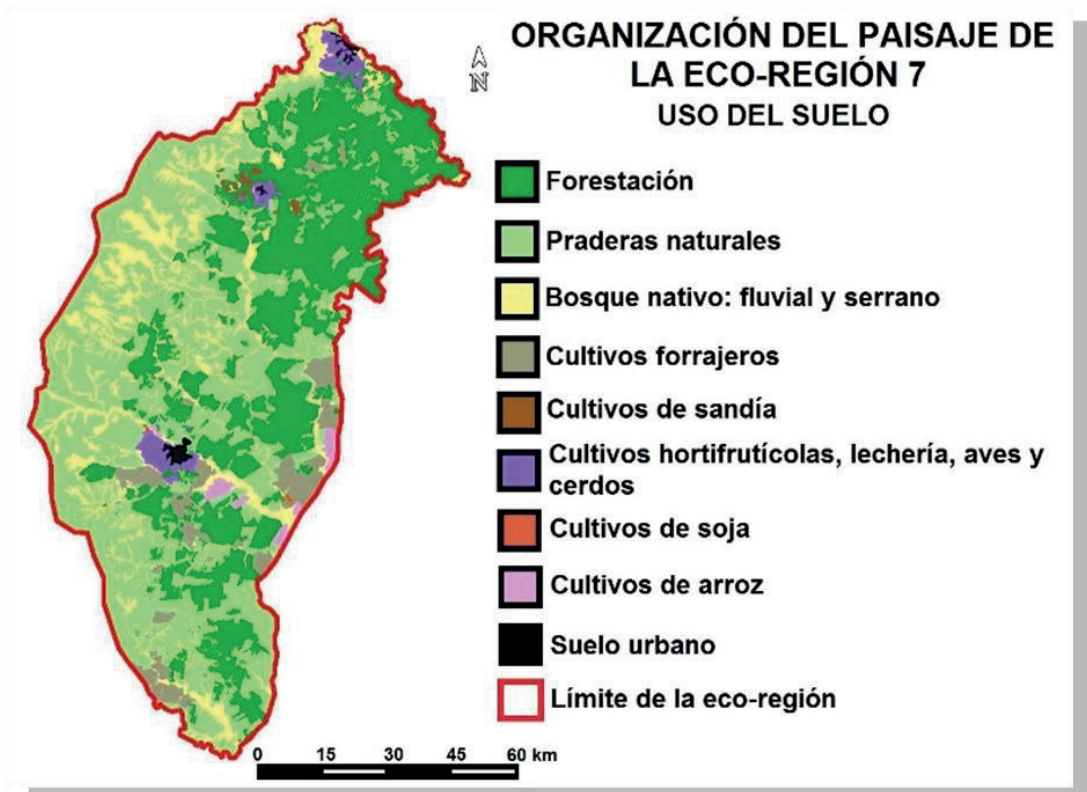 ORGANIZACIÓN DEL PAISAJE DE
LA ECO-REGIÓN 7
USO DEL SUELO
N
Forestación
Praderas naturales
Bosque nativo: fluvial y serrano
Cultivos forrajeros
Cultivos de sandía
Cultivos hortifrutícolas, lechería, aves y
cerdos
Cultivos de soja
Cultivos de arroz
Suelo urbano
Límite de la eco-región
0 15 30 45 60 km